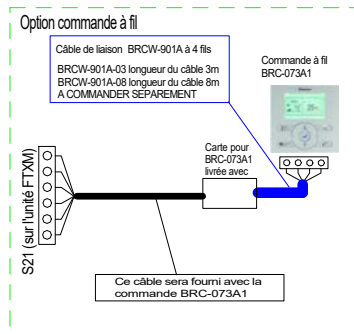 Option commande à fil
Câble de liaison BRCW-901A à 4 fils
BRCW-901A-03 longueur du câble 3m
BRCW-901A-08 longueur du câble 8m
A COMMANDER SEPAREMENT
Commande à fil
BRC-073A1
Carte pour
BRC-073A1
livrée avec
S21 (sur l'unité FTXM)
Ce câble sera fourni avec la
commande BRC-073A1